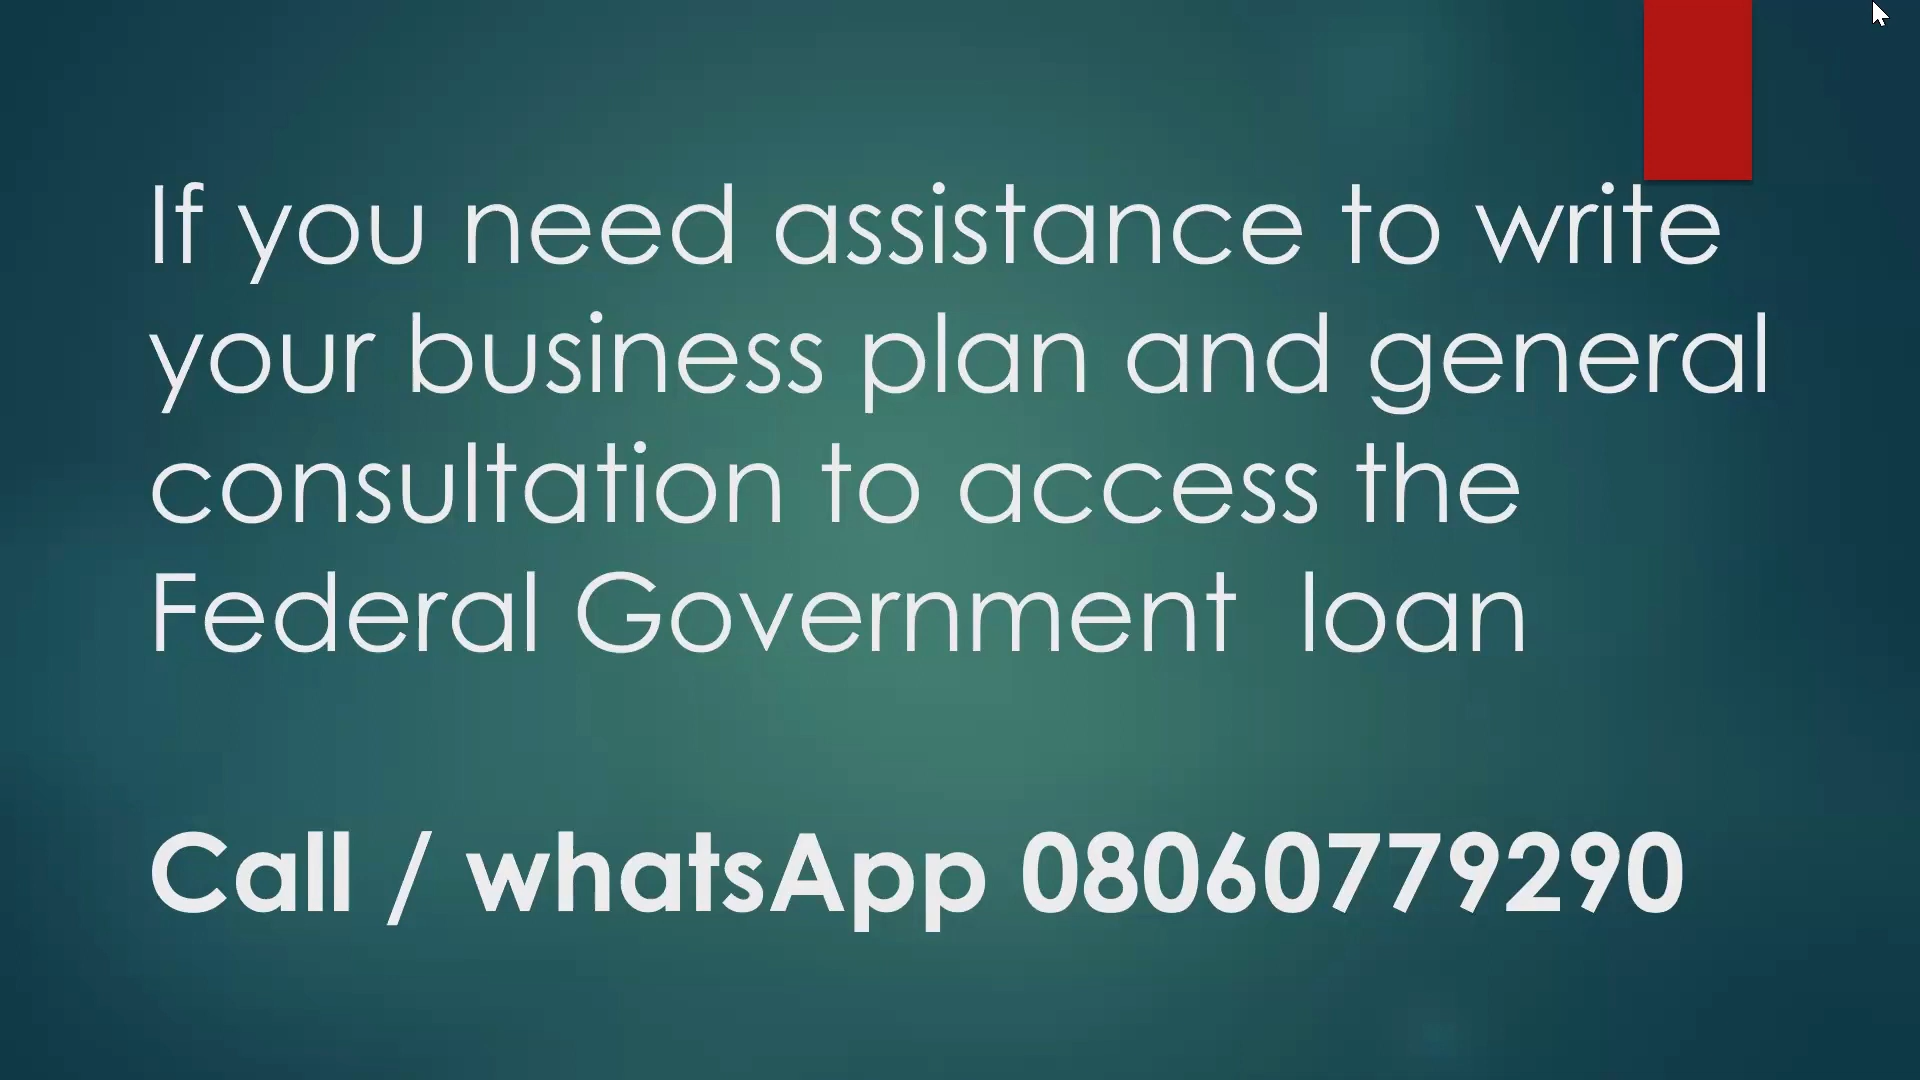 If you need assistance to write
your business plan and general
consultation to access the
Federal Government  loan
Call / whatsApp 08060779290